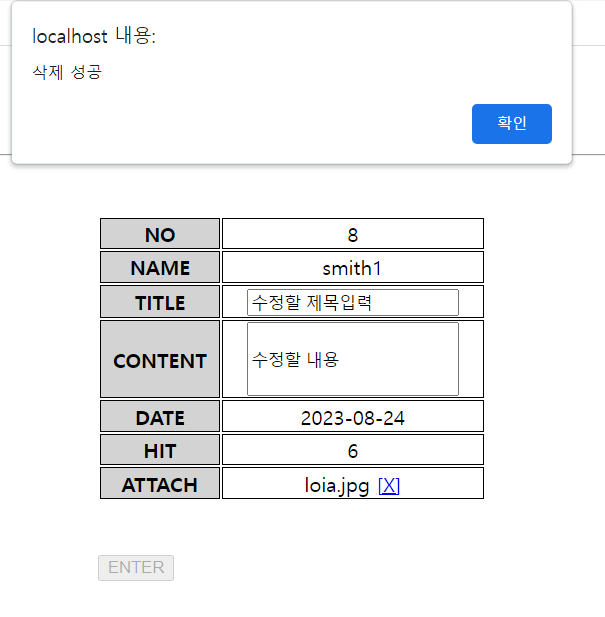 localhost 내용:
삭제 성공
확인
NO 8
NAME smith1
TITLE 수정할 제목입력
CONTENT 수정할 내용
DATE 2023-08-24
HIT 6
ATTACH loia.jpg [X]
ENTER